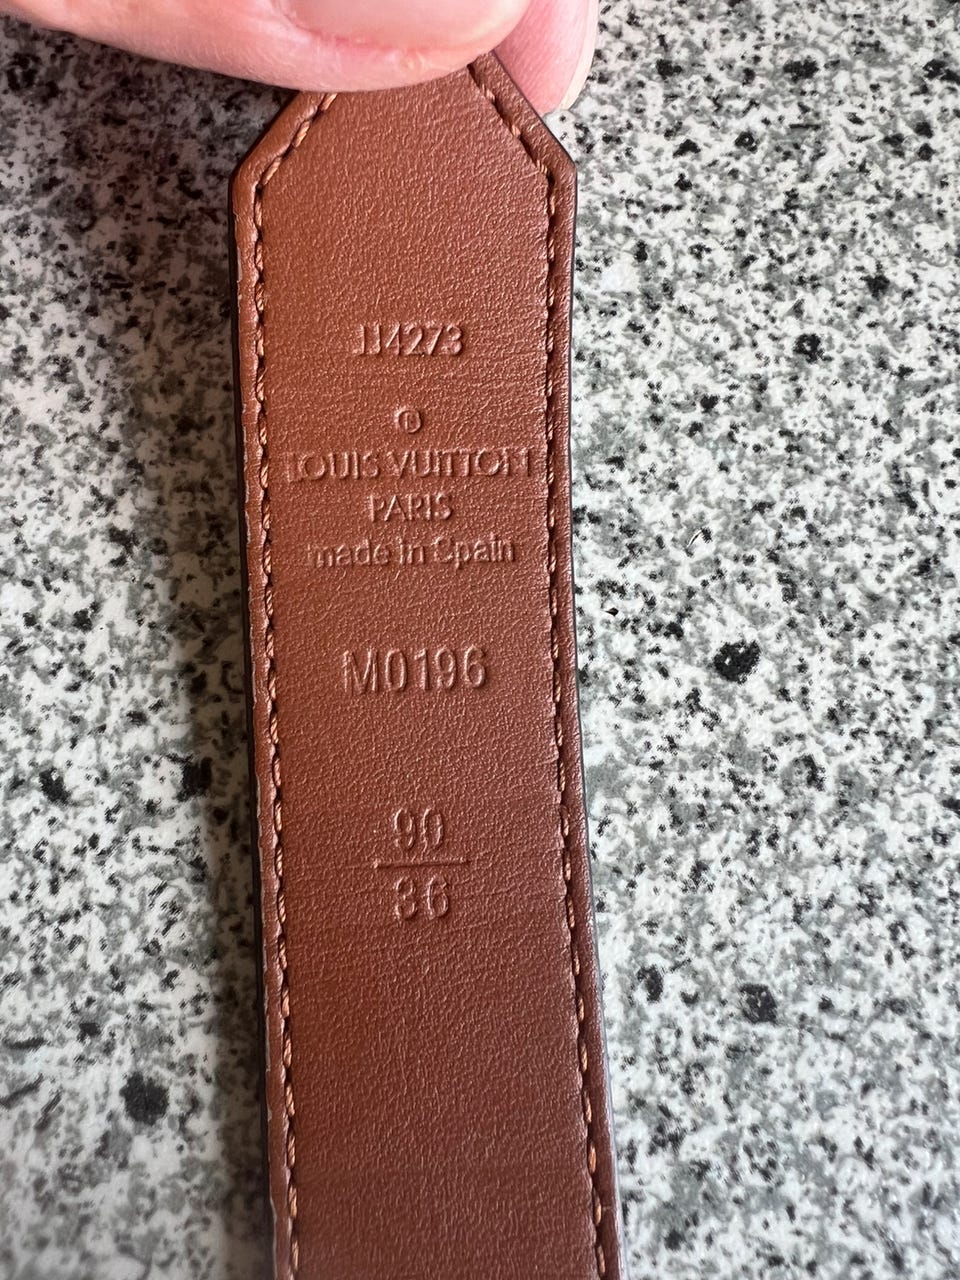 JJ4273
®
LOUIS VUITTON
PARIS
made in Spain
M0196
90
36